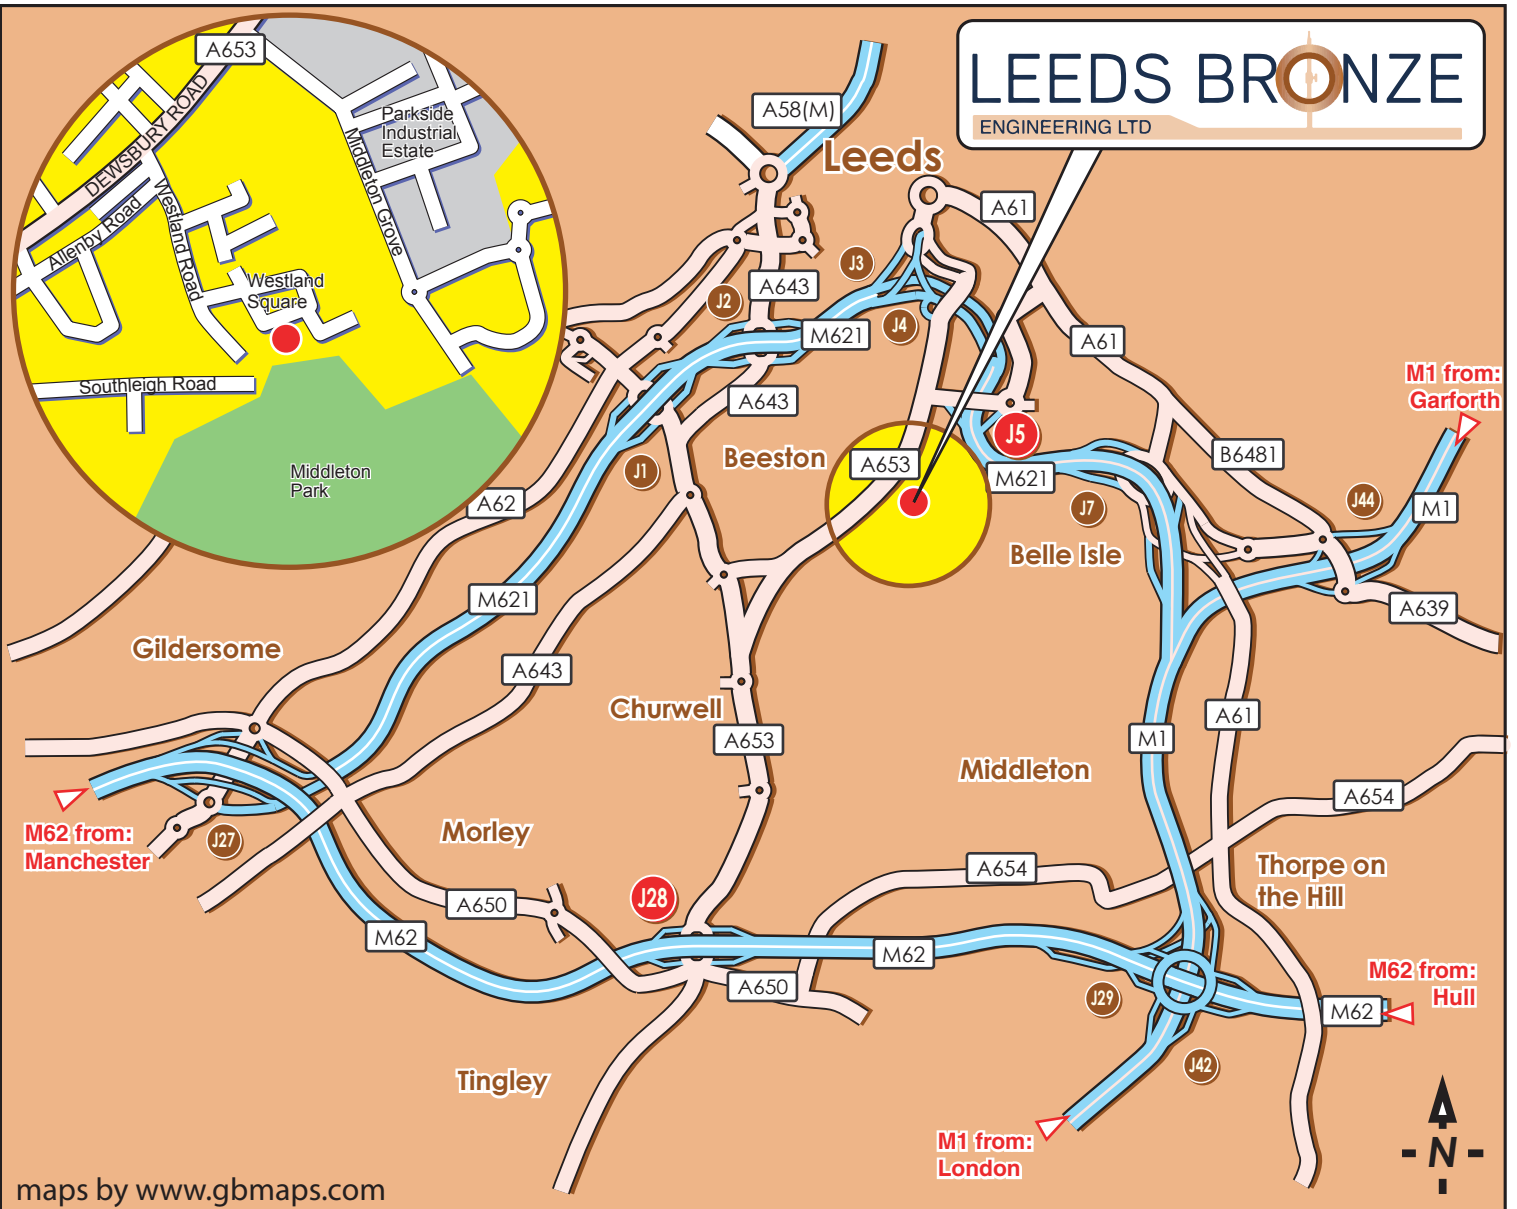 LEEDS BRONZE
ENGINEERING LTD
A653
DEWSBURY ROAD
Parkside
Industrial
Estate
Middleton Grove
Allenby Road
Westland Road
Westland
Square
Southleigh Road
Middleton
Park
A58(M)
Leeds
A61
J3
A643
J2
J4
M621
A61
M1 from:
Garforth
A643
J5
Beeston
A653
B6481
J1
M621
A62
J7
J44
M1
Belle Isle
M621
A639
Gildersome
A643
Churwell
A61
A653
M1
Middleton
A654
M62 from:
Manchester
J27
Morley
Thorpe on
the Hill
A654
J28
A650
M62
M62
M62 from:
Hull
A650
J29
M62
J42
Tingley
M1 from:
London
N
maps by www.gbmaps.com